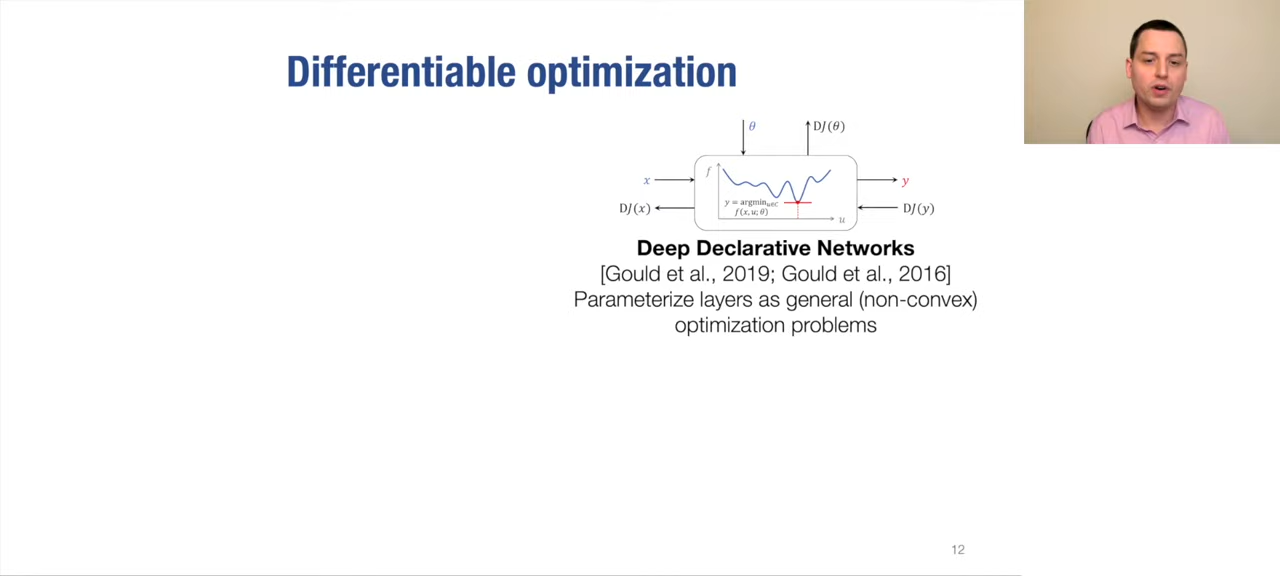 Differentiable optimization
θ
DJ(θ)
f
x
y
y = argmin_{u∈C}
f(x, u; θ)
DJ(x)
DJ(y)
u
Deep Declarative Networks
[Gould et al., 2019; Gould et al., 2016]
Parameterize layers as general (non-convex)
optimization problems
12